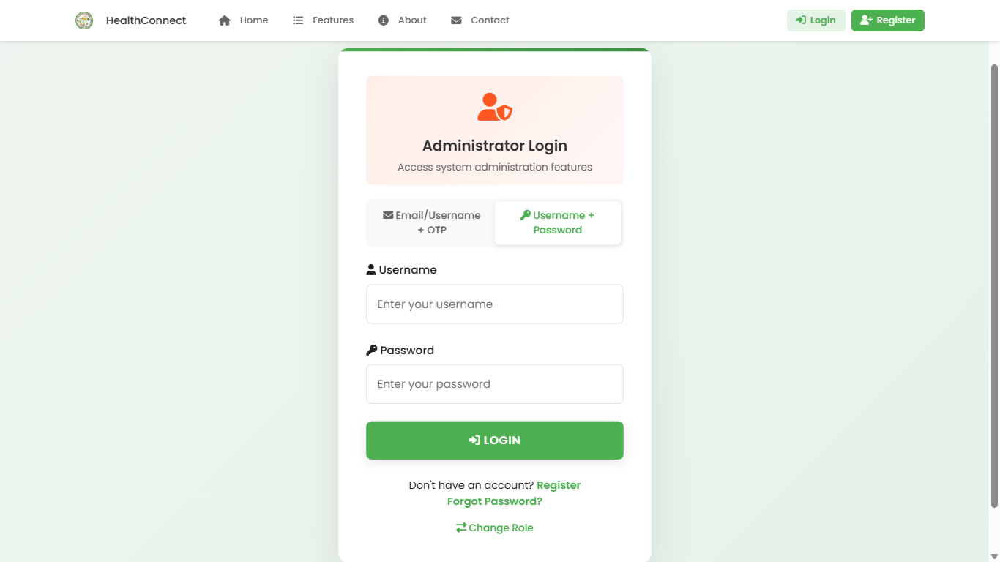 HealthConnect
Home
Features
About
Contact
Login
Register
Administrator Login
Access system administration features
Email/Username
+ OTP
Username +
Password
Username
Enter your username
Password
Enter your password
LOGIN
Don't have an account? Register
Forgot Password?
Change Role